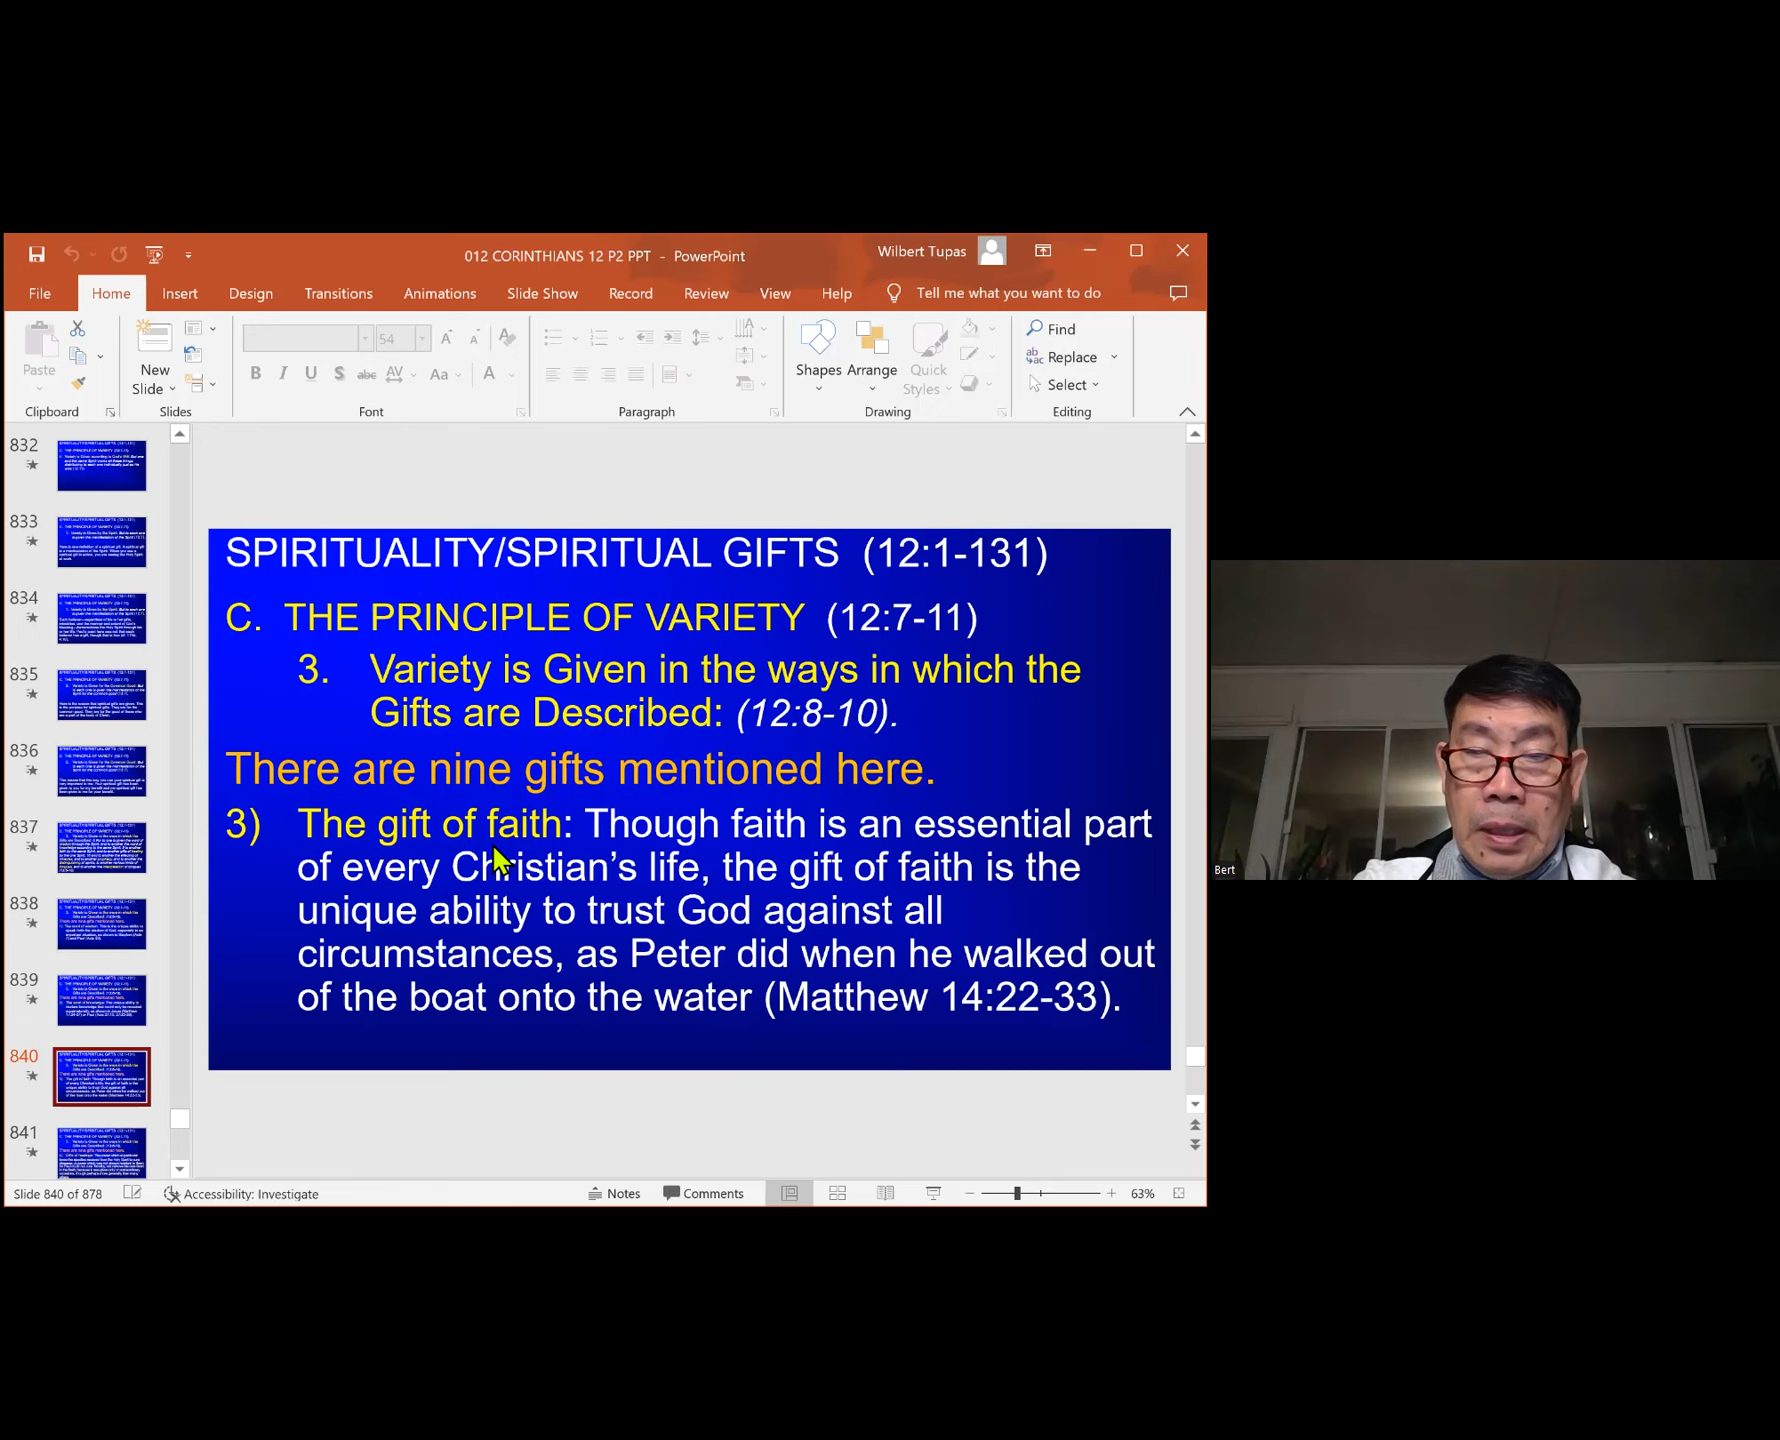 012 CORINTHIANS 12 P2 PPT - PowerPoint
Wilbert Tupas
File Home Insert Design Transitions Animations Slide Show Record Review View Help Tell me what you want to do
Paste
New
Slide
54
B I U S abc AV Aa A
Shapes Arrange Quick
Styles
Find
Replace
Select
Clipboard Slides Font Paragraph Drawing Editing
832
833
834
835
836
837
838
839
840
841
SPIRITUALITY/SPIRITUAL GIFTS (12:1-131)
C. THE PRINCIPLE OF VARIETY (12:7-11)
3. Variety is Given in the ways in which the
Gifts are Described: (12:8-10).
There are nine gifts mentioned here.
3) The gift of faith: Though faith is an essential part
of every Christian’s life, the gift of faith is the
unique ability to trust God against all
circumstances, as Peter did when he walked out
of the boat onto the water (Matthew 14:22-33).
Bert
Slide 840 of 878 Accessibility: Investigate Notes Comments 63%